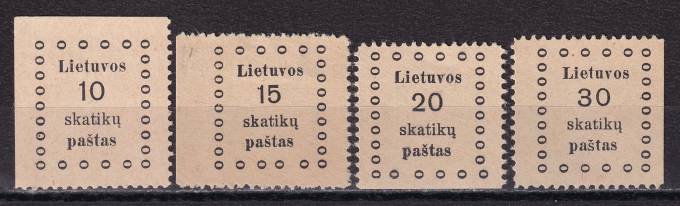 Lietuvos
10
skatikų
paštas
Lietuvos
15
skatikų
paštas
Lietuvos
20
skatikų
paštas
Lietuvos
30
skatikų
paštas